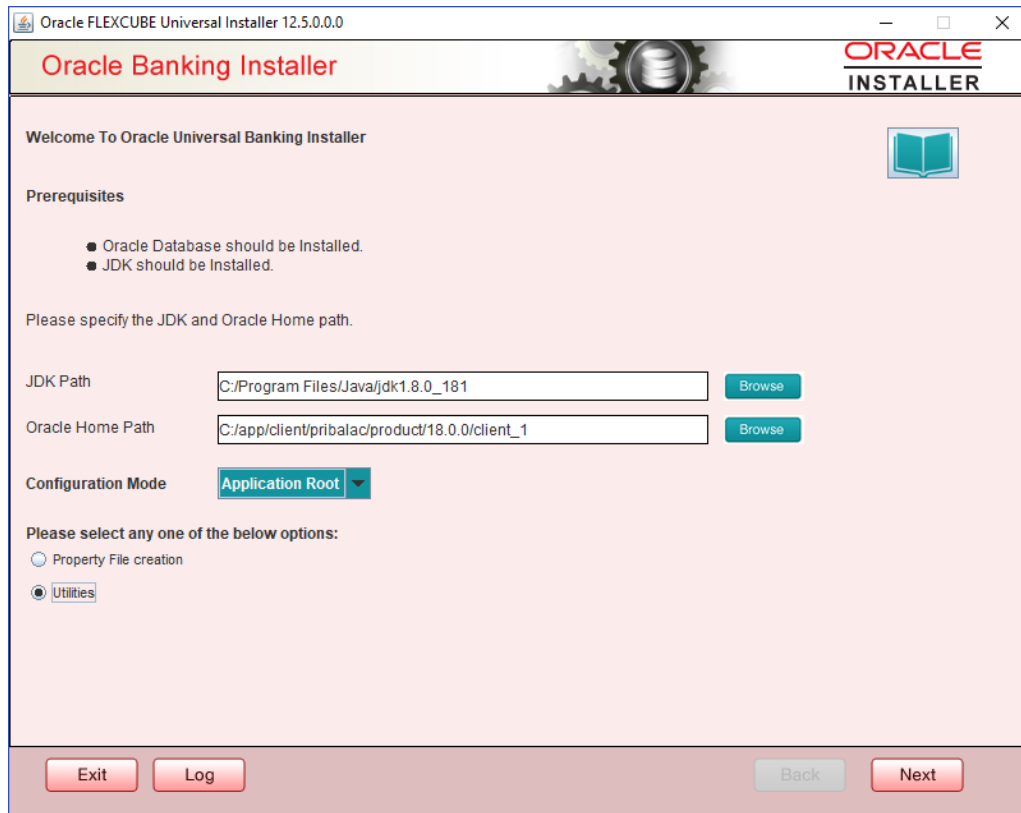 Oracle FLEXCUBE Universal Installer 12.5.0.0.0
Oracle Banking Installer
ORACLE
INSTALLER
Welcome To Oracle Universal Banking Installer
Prerequisites
Oracle Database should be Installed.
JDK should be Installed.
Please specify the JDK and Oracle Home path.
JDK Path C:/Program Files/Java/jdk1.8.0_181 Browse
Oracle Home Path C:/app/client/pribalac/product/18.0.0/client_1 Browse
Configuration Mode Application Root
Please select any one of the below options:
Property File creation
Utilities
Exit Log Back Next